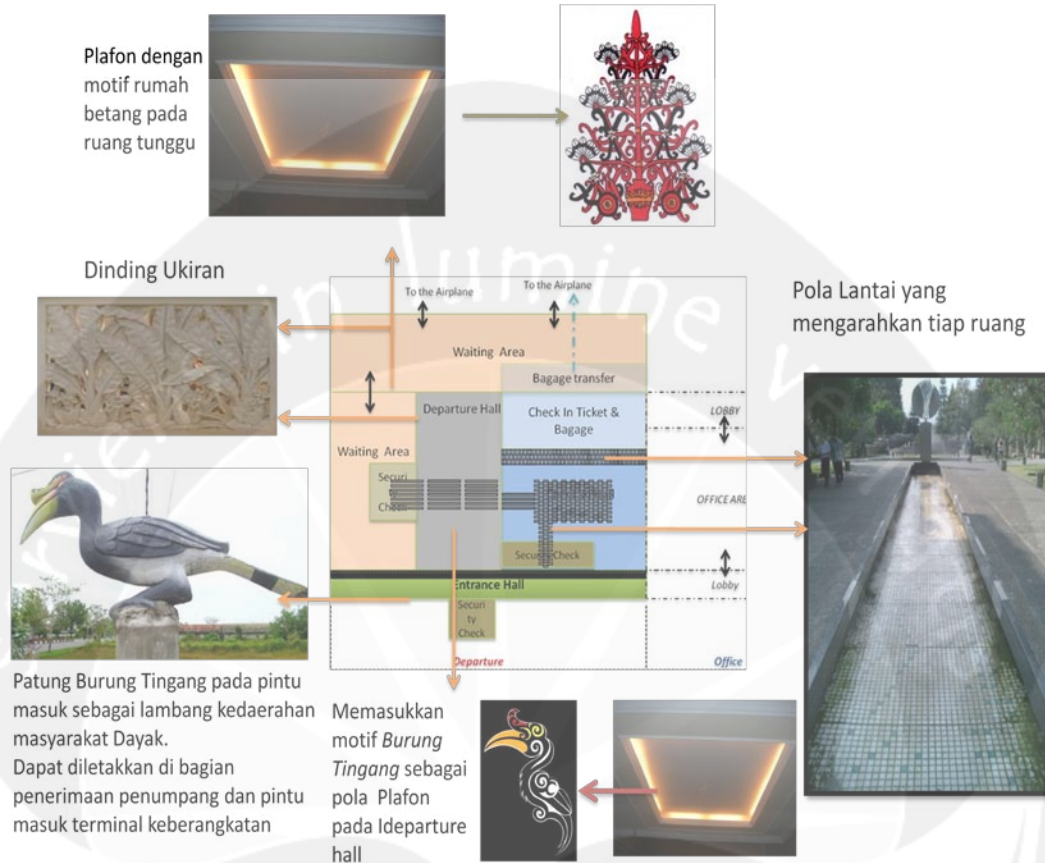 Plafon dengan
motif rumah
betang pada
ruang tunggu
Dinding Ukiran
To the Airplane
To the Airplane
Waiting Area
Bagage transfer
Departure Hall
Check In Ticket &
Bagage
LOBBY
Waiting Area
Securi
ty
Check
OFFICE ARE
Security Check
Entrance Hall
Lobby
Securi
ty
Check
Departure
Office
Pola Lantai yang
mengarahkan tiap ruang
Patung Burung Tingang pada pintu
masuk sebagai lambang kedaerahan
masyarakat Dayak.
Dapat diletakkan di bagian
penerimaan penumpang dan pintu
masuk terminal keberangkatan
Memasukkan
motif Burung
Tingang sebagai
pola Plafon
pada Ideparture
hall
in lumine